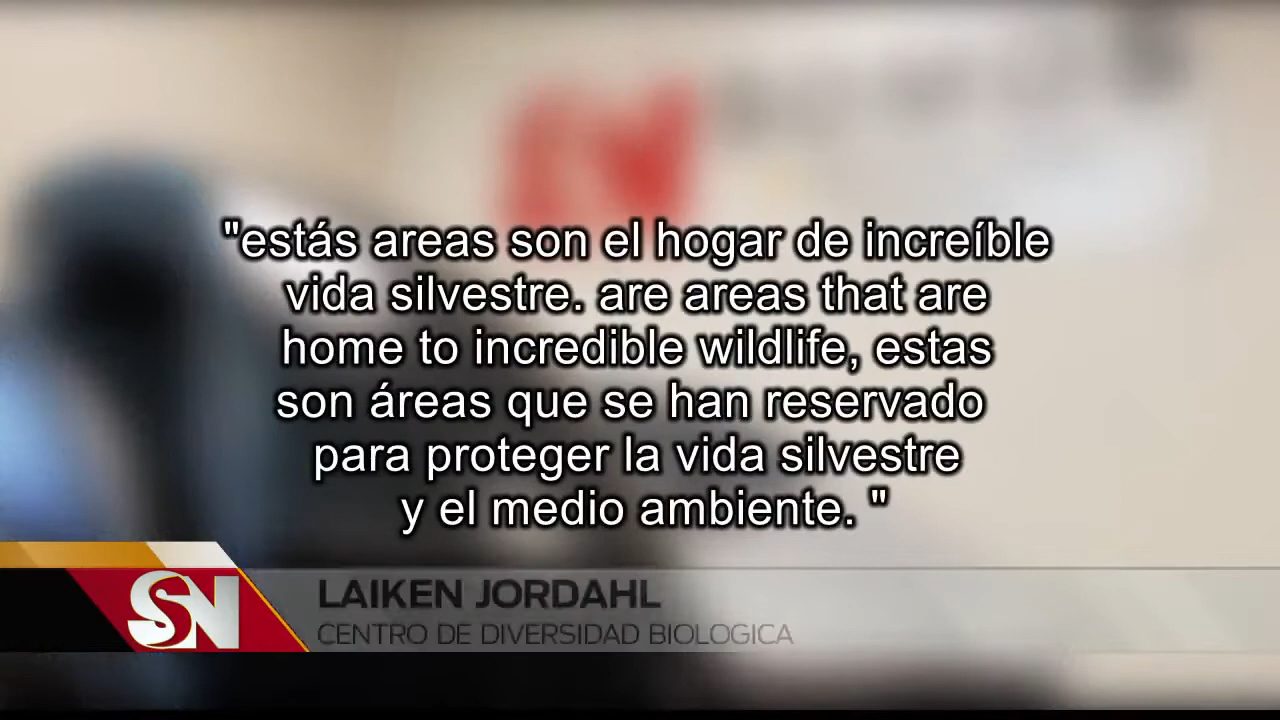 "estás areas son el hogar de increíble
vida silvestre. are areas that are
home to incredible wildlife, estas
son áreas que se han reservado
para proteger la vida silvestre
y el medio ambiente. "
SN
LAIKEN JORDAHL
CENTRO DE DIVERSIDAD BIOLOGICA